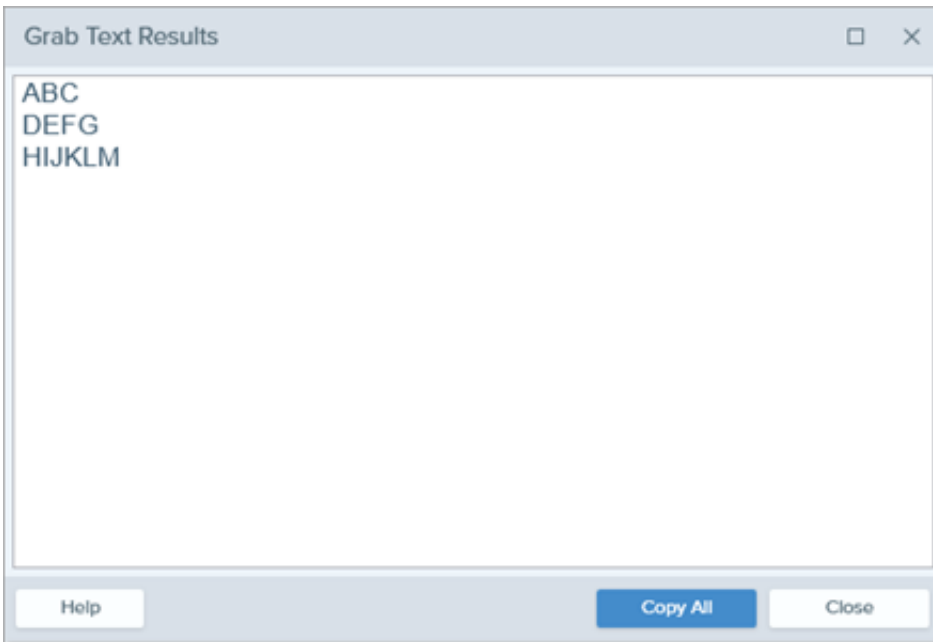 Grab Text Results
ABC
DEFG
HIJKLM
Help Copy All Close